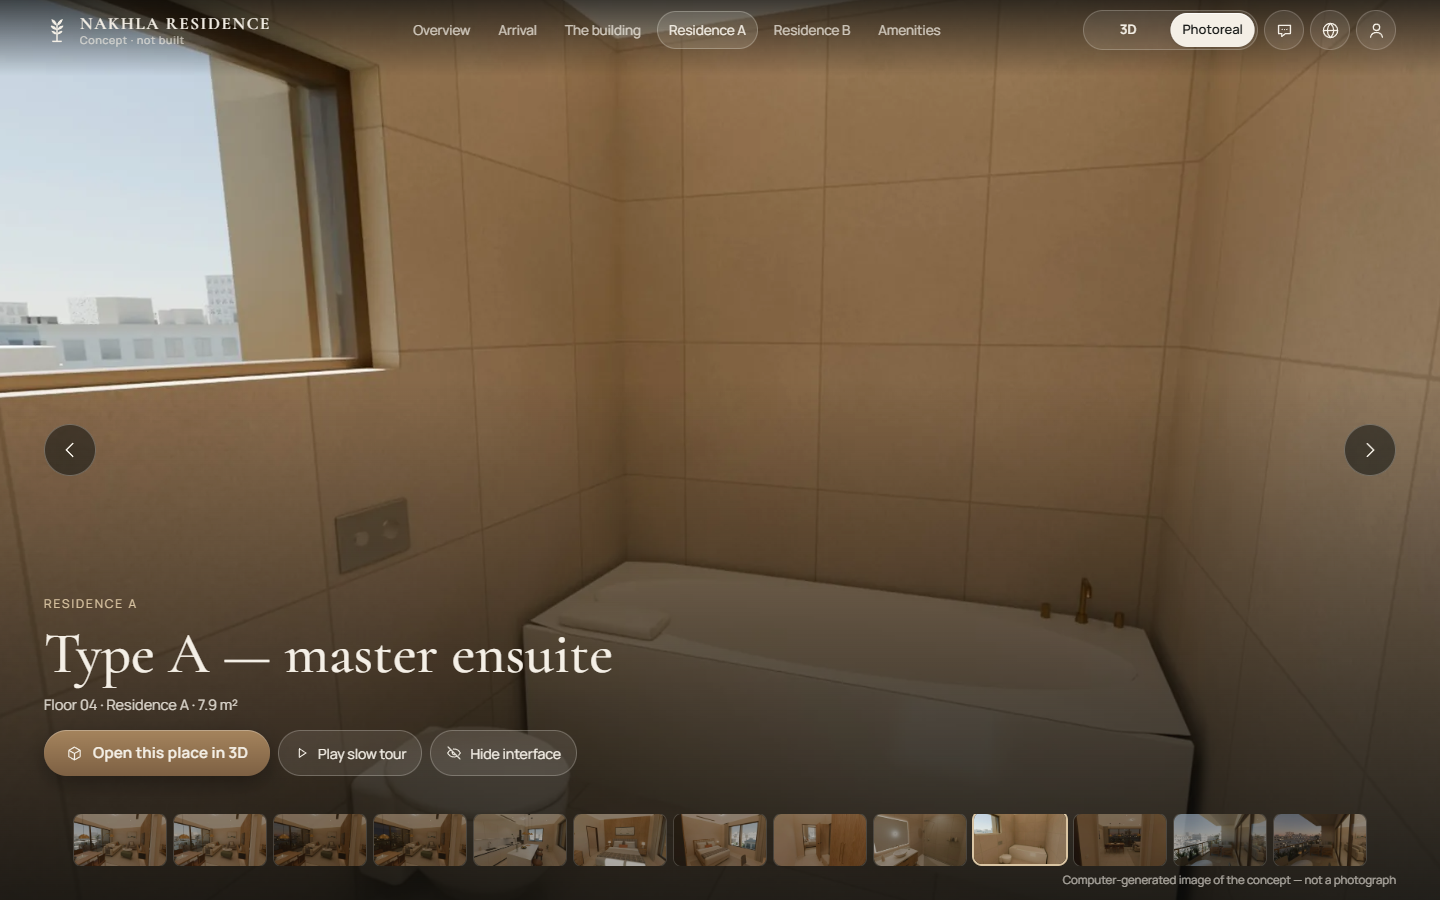 NAKHLA RESIDENCE
Concept · not built
Overview
Arrival
The building
Residence A
Residence B
Amenities
3D
Photoreal
RESIDENCE A
Type A — master ensuite
Floor 04 · Residence A · 7.9 m²
Open this place in 3D
Play slow tour
Hide interface
Computer-generated image of the concept — not a photograph